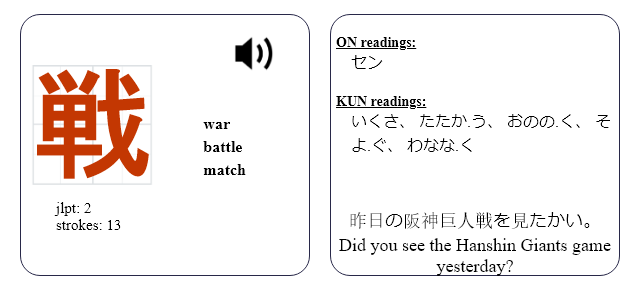 戦
war
battle
match
jlpt: 2
strokes: 13
ON readings:
セン
KUN readings:
いくさ、 たたか.う、 おのの.く、 そ
よ.ぐ、 わなな.く
昨日の阪神巨人戦を見たかい。
Did you see the Hanshin Giants game
yesterday?